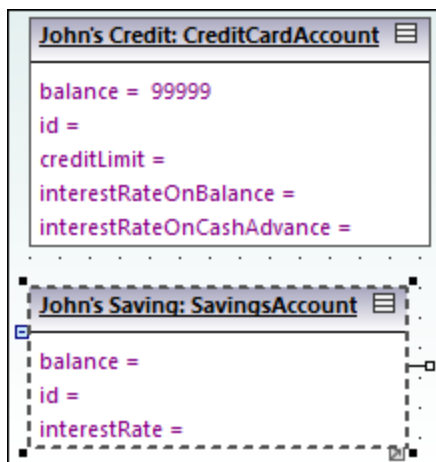 John's Credit: CreditCardAccount
balance = 99999
id =
creditLimit =
interestRateOnBalance =
interestRateOnCashAdvance =
John's Saving: SavingsAccount
balance =
id =
interestRate =